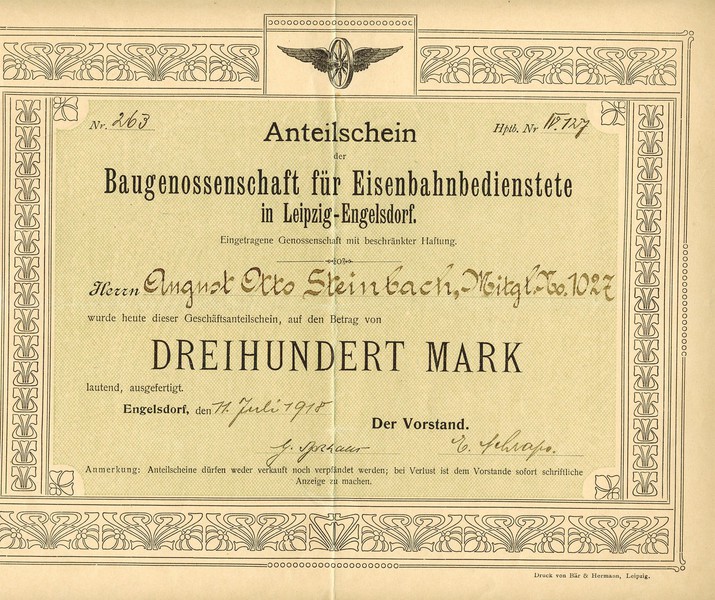 Nr. 263
Hptb. Nr IV. 127
Anteilschein
der
Baugenossenschaft für Eisenbahnbedienstete
in Leipzig-Engelsdorf.
Eingetragene Genossenschaft mit beschränkter Haftung.
Herrn August Otto Steinbach, Mitgl. No. 1027
wurde heute dieser Geschäftsanteilschein, auf den Betrag von
DREIHUNDERT MARK
lautend, ausgefertigt.
Engelsdorf, den 11. Juli 1918
Der Vorstand.
Anmerkung: Anteilscheine dürfen weder verkauft noch verpfändet werden; bei Verlust ist dem Vorstande sofort schriftliche
Anzeige zu machen.
Druck von Bär & Hermann, Leipzig.